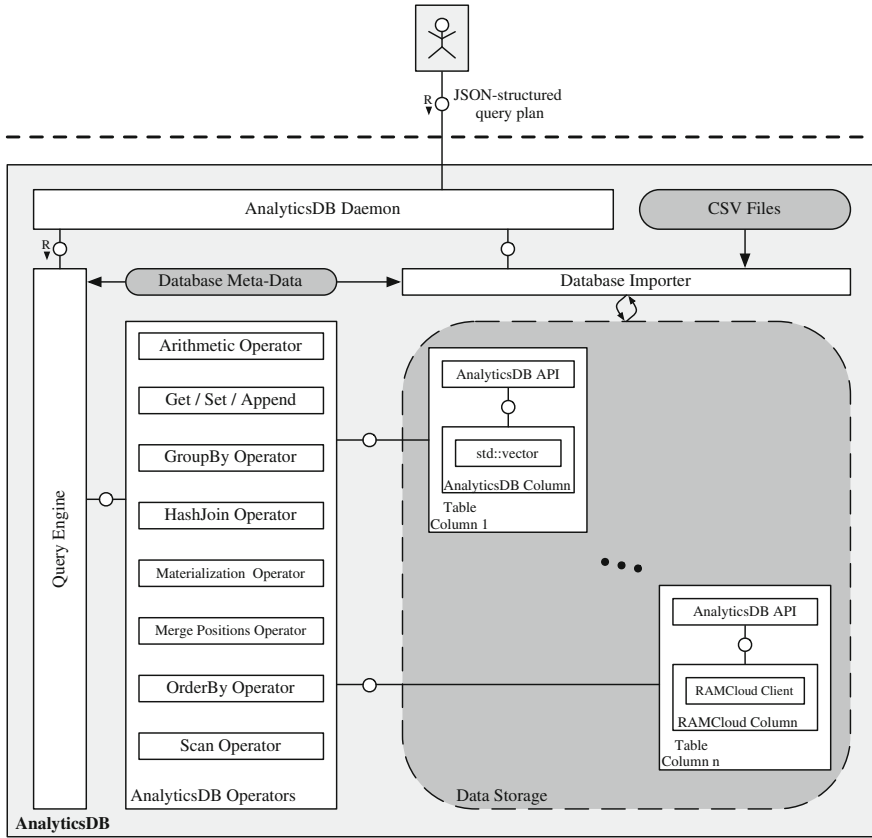 R
JSON-structured
query plan
AnalyticsDB Daemon
CSV Files
R
Database Meta-Data
Database Importer
Query Engine
Arithmetic Operator
Get / Set / Append
GroupBy Operator
HashJoin Operator
Materialization Operator
Merge Positions Operator
OrderBy Operator
Scan Operator
AnalyticsDB Operators
AnalyticsDB API
std::vector
AnalyticsDB Column
Table
Column 1
AnalyticsDB API
RAMCloud Client
RAMCloud Column
Table
Column n
Data Storage
AnalyticsDB